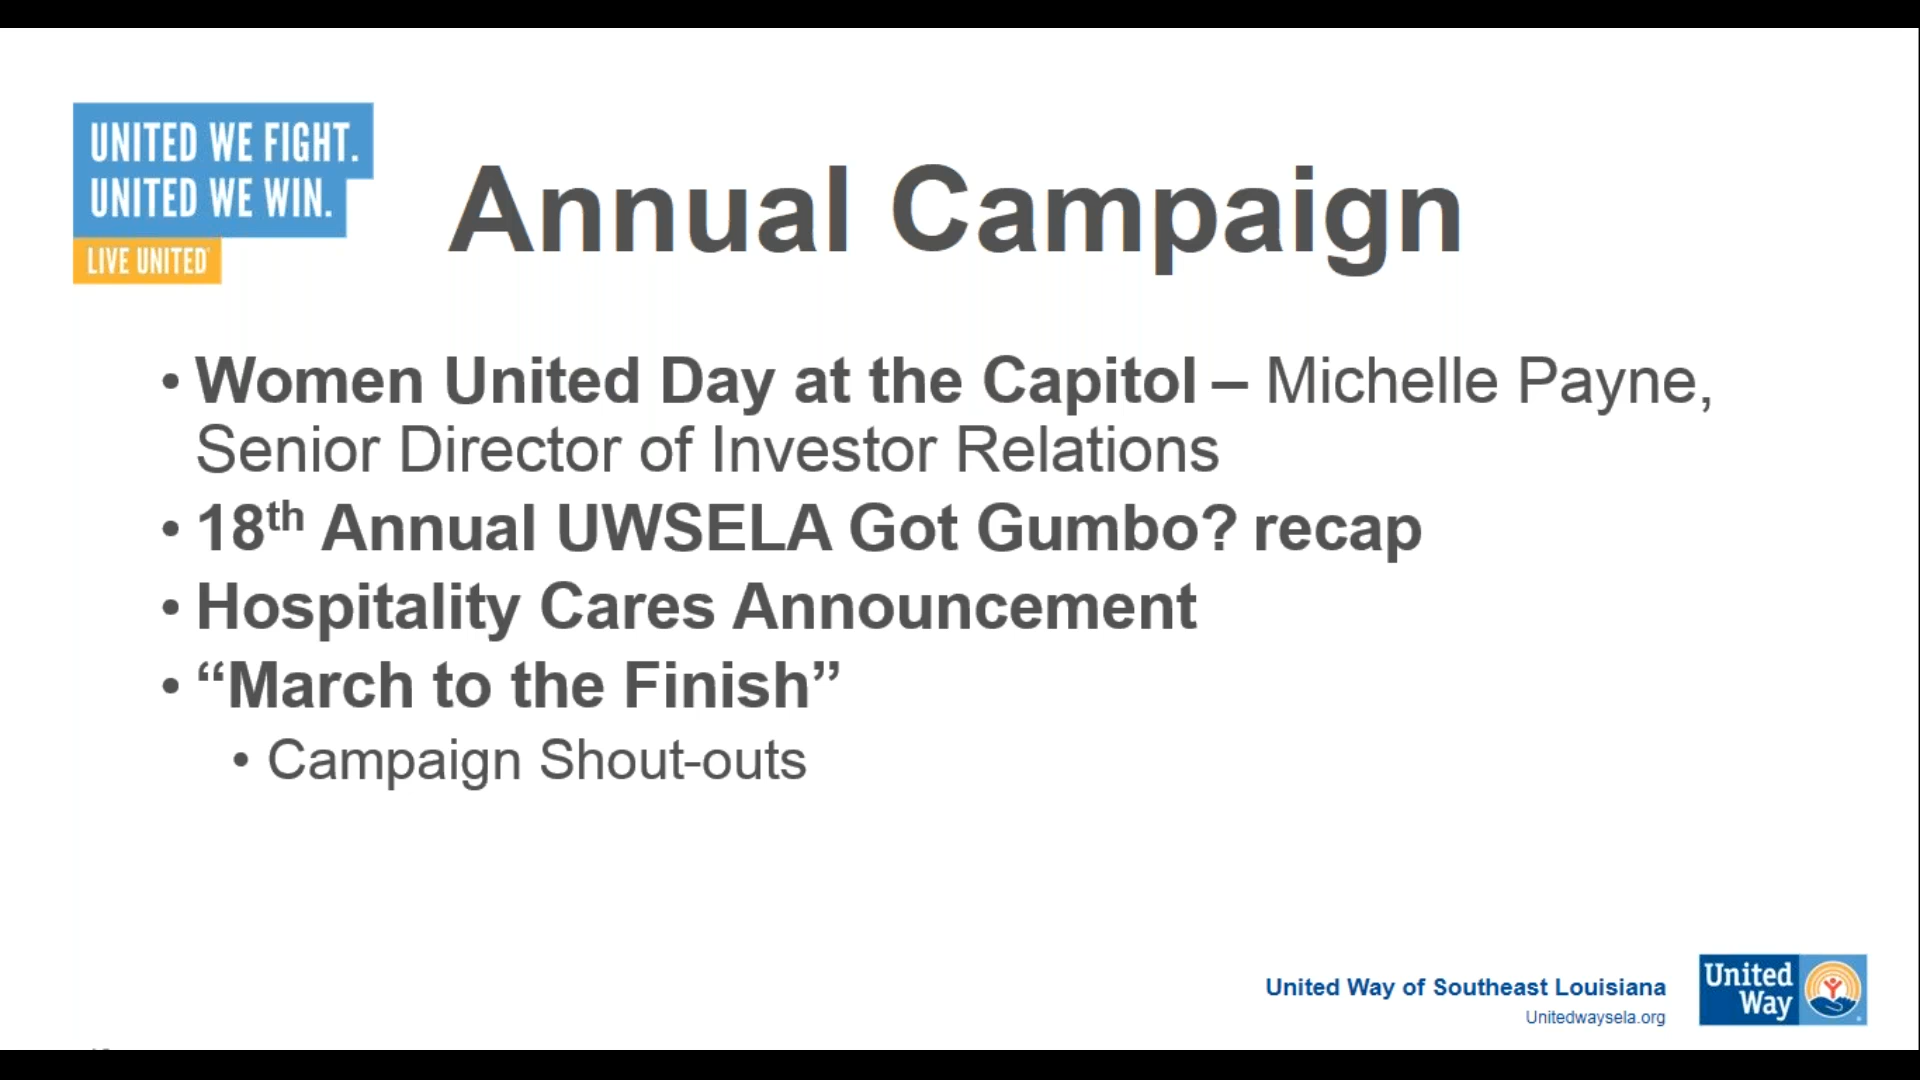 UNITED WE FIGHT.
UNITED WE WIN.
LIVE UNITED
Annual Campaign
• Women United Day at the Capitol – Michelle Payne,
Senior Director of Investor Relations
• 18th Annual UWSELA Got Gumbo? recap
• Hospitality Cares Announcement
• “March to the Finish”
• Campaign Shout-outs
United Way of Southeast Louisiana
Unitedwaysela.org
United
Way